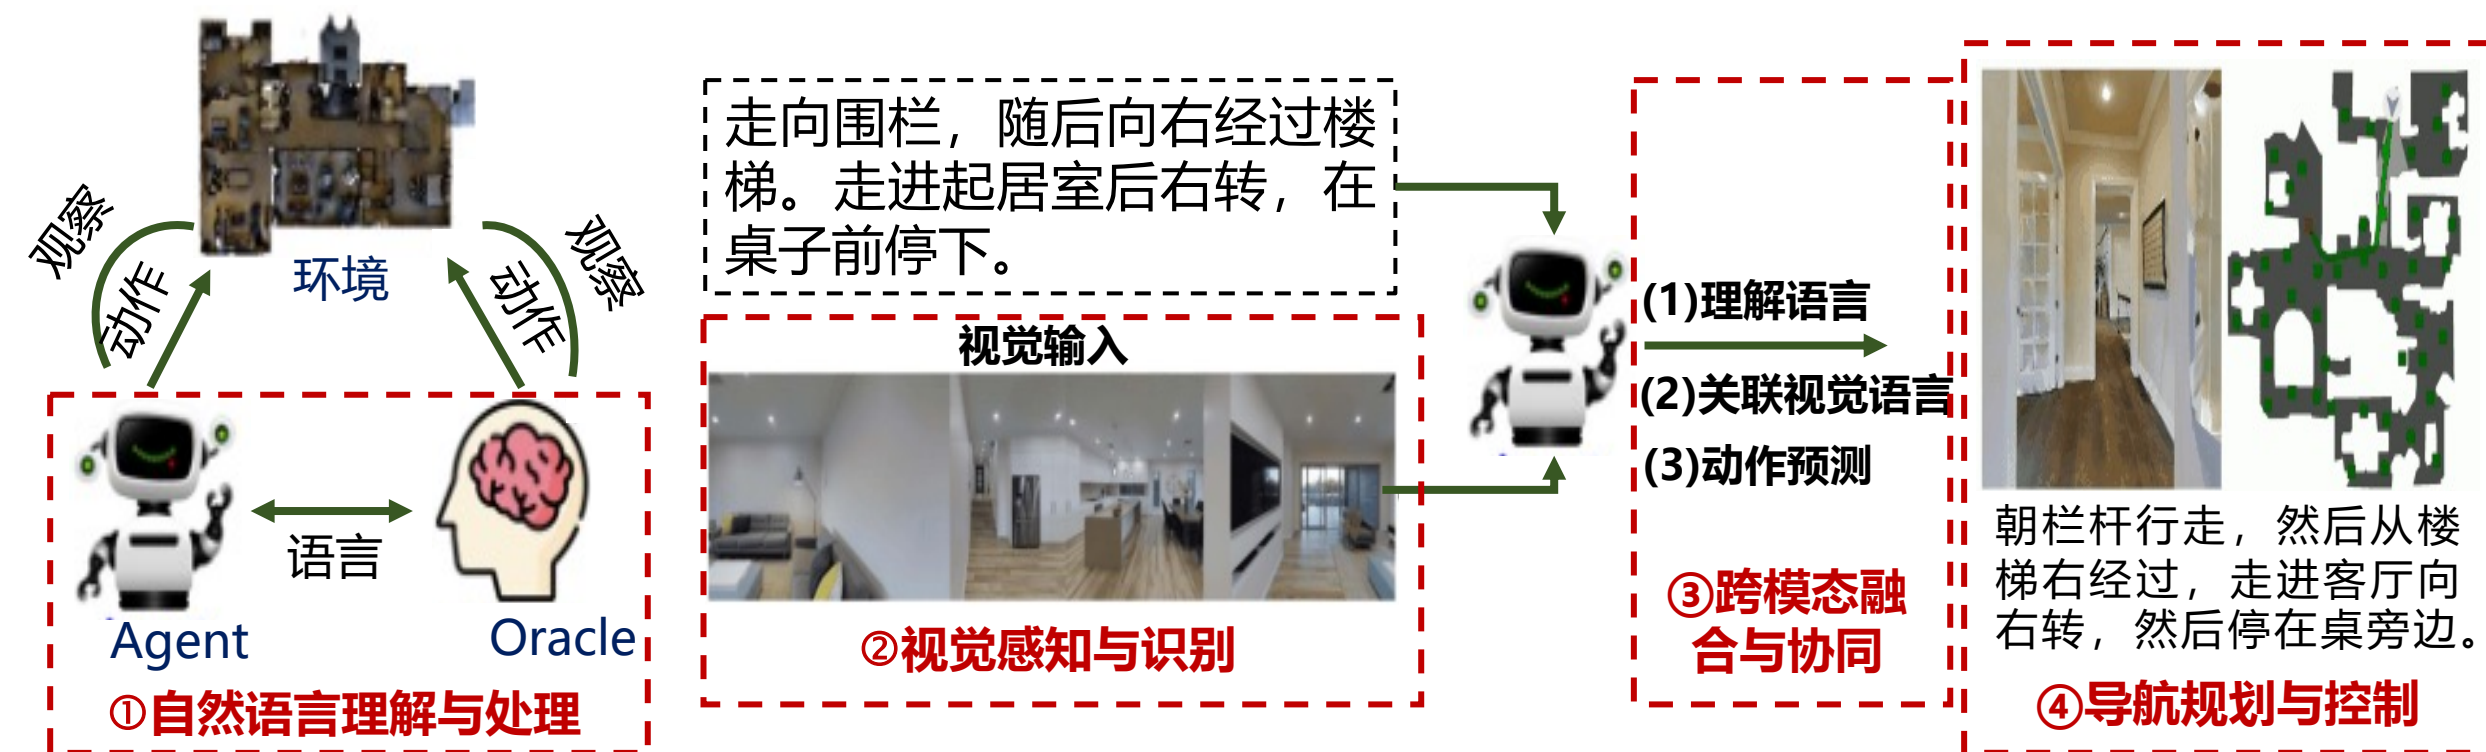 观察
动作
环境
动作
观察
语言
Agent
Oracle
①自然语言理解与处理
走向围栏，随后向右经过楼
梯。走进起居室后右转，在
桌子前停下。
视觉输入
②视觉感知与识别
(1)理解语言
(2)关联视觉语言
(3)动作预测
③跨模态融
合与协同
朝栏杆行走，然后从楼
梯右经过，走进客厅向
右转，然后停在桌旁边。
④导航规划与控制